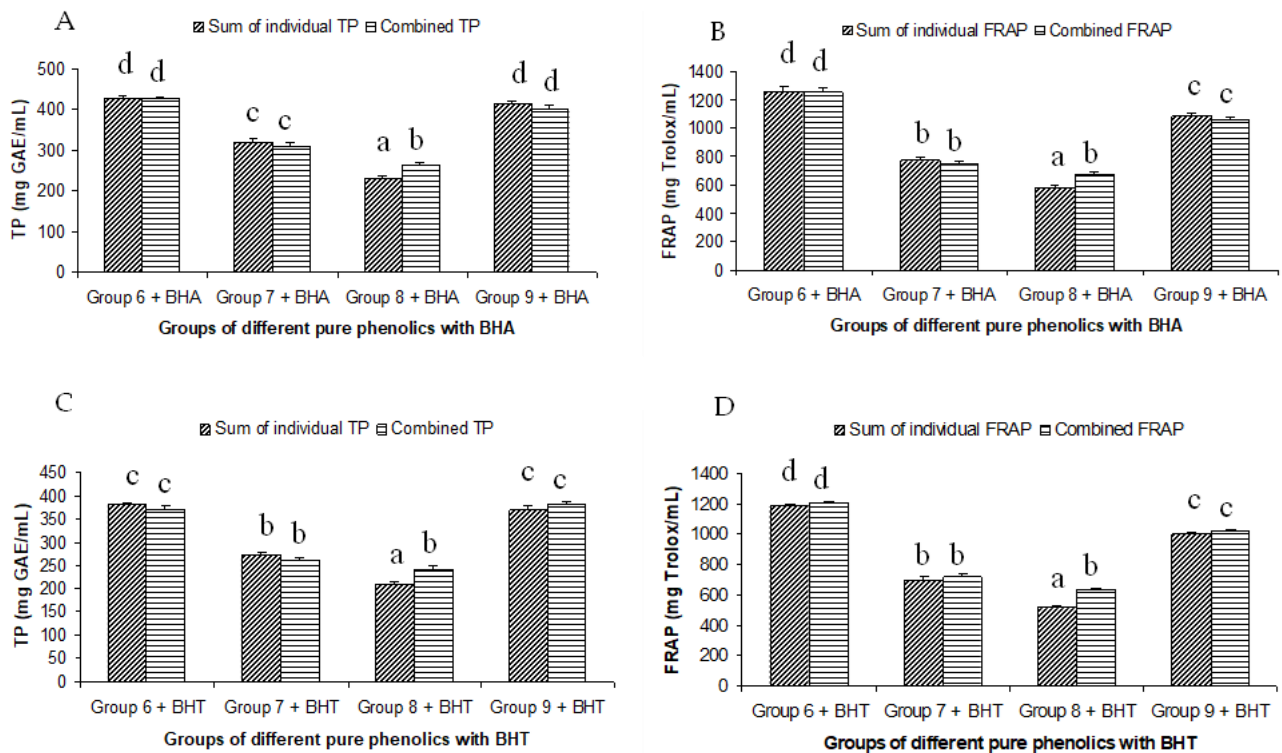 A
Sum of individual TP Combined TP
TP (mg GAE/mL)
500
400
300
200
100
0
d d c c a b d d
Group 6 + BHA Group 7 + BHA Group 8 + BHA Group 9 + BHA
Groups of different pure phenolics with BHA
B
Sum of individual FRAP Combined FRAP
FRAP (mg Trolox/mL)
1400
1200
1000
800
600
400
200
0
d d b b a b c c
Group 6 + BHA Group 7 + BHA Group 8 + BHA Group 9 + BHA
Groups of different pure phenolics with BHA
C
Sum of individual TP Combined TP
TP (mg GAE/mL)
450
400
350
300
250
200
150
100
50
0
c c b b a b c c
Group 6 + BHT Group 7 + BHT Group 8 + BHT Group 9 + BHT
Groups of different pure phenolics with BHT
D
Sum of individual FRAP Combined FRAP
FRAP (mg Trolox/mL)
1400
1200
1000
800
600
400
200
0
d d b b a b c c
Group 6 + BHT Group 7 + BHT Group 8 + BHT Group 9 + BHT
Groups of different pure phenolics with BHT